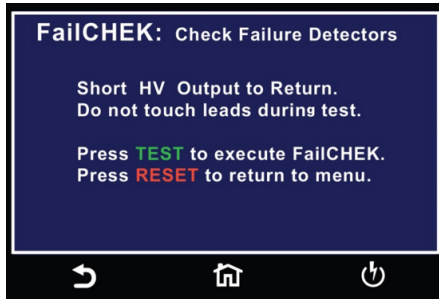 FailCHEK: Check Failure Detectors
Short HV Output to Return.
Do not touch leads during test.
Press TEST to execute FailCHEK.
Press RESET to return to menu.